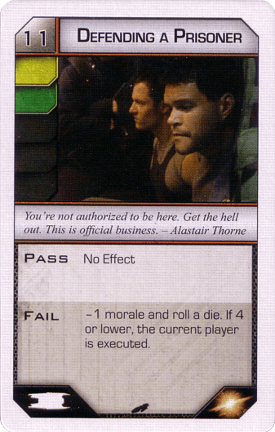 11 DEFENDING A PRISONER
You're not authorized to be here. Get the hell
out. This is official business. – Alastair Thorne
PASS No Effect
FAIL –1 morale and roll a die. If 4
or lower, the current player
is executed.